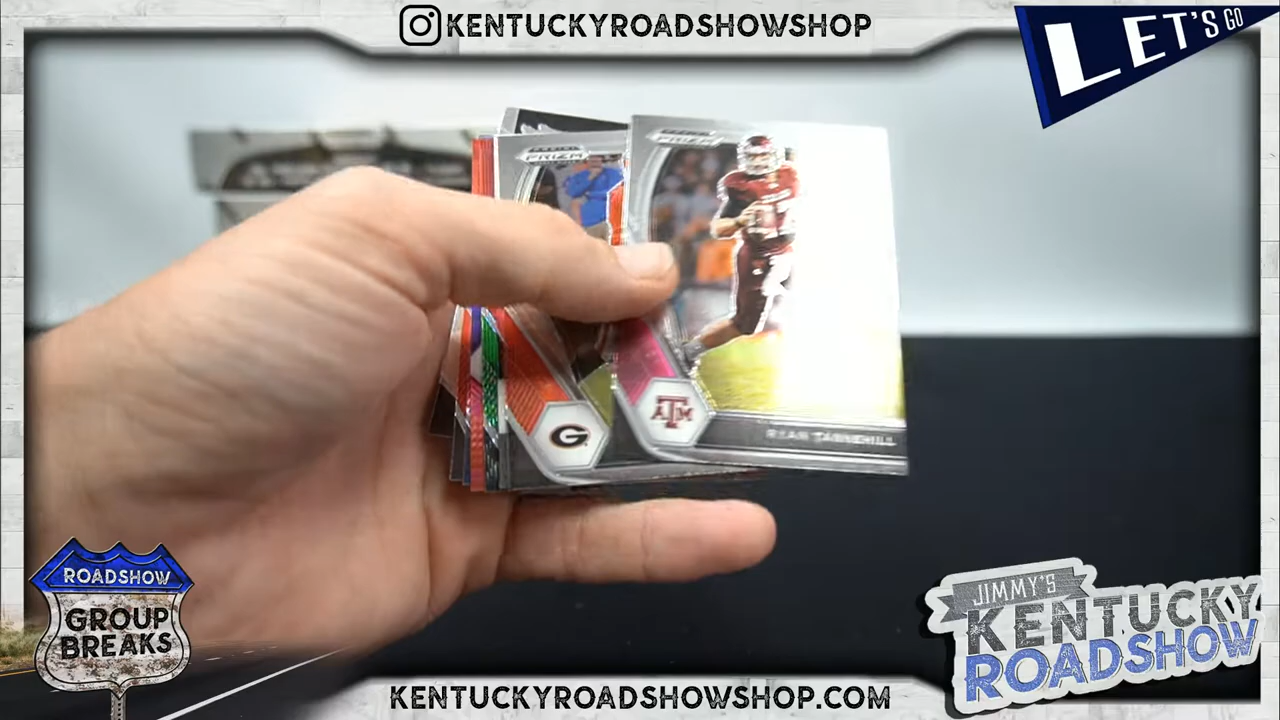 KENTUCKYROADSHOWSHOP
LET'S GO
PRIZM
PRIZM
G
ATM
RYAN TANNEHILL
ROADSHOW
GROUP
BREAKS
JIMMY'S
KENTUCKY
ROADSHOW
KENTUCKYROADSHOWSHOP.COM